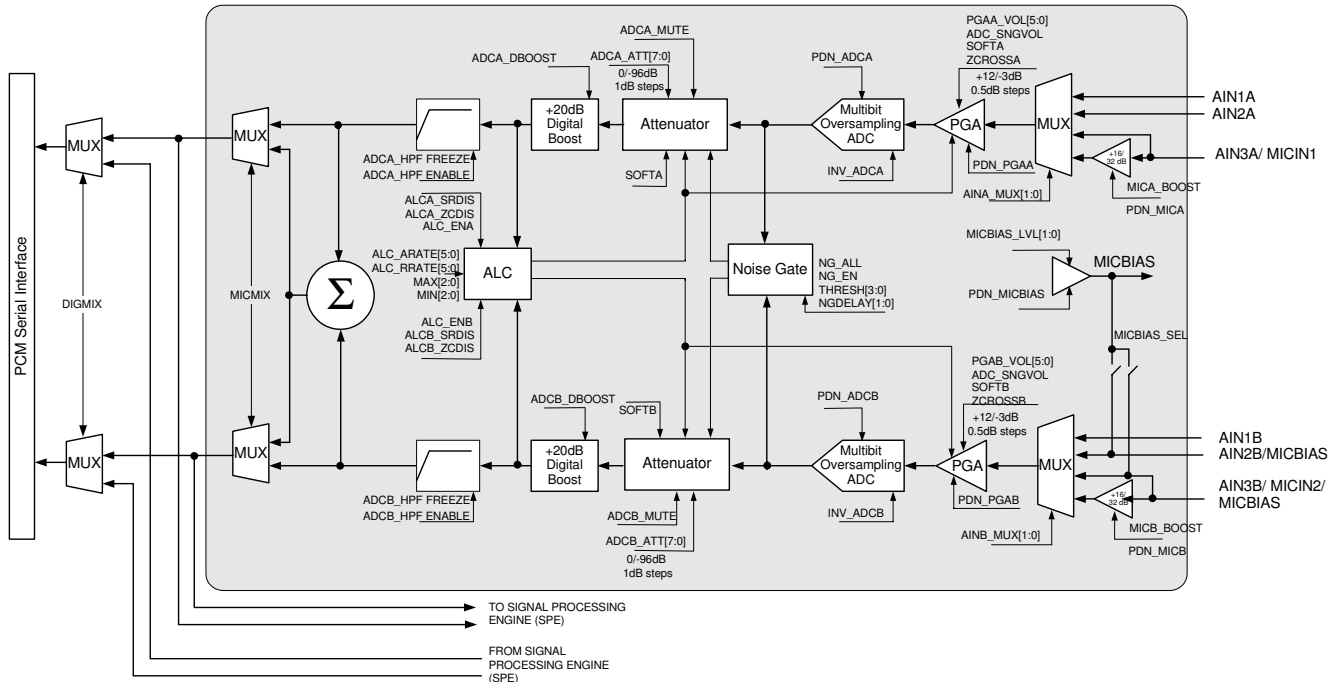 PGAA_VOL[5:0]
ADC_SNGVOL
SOFTA
ZCROSSA
+12/-3dB
0.5dB steps
ADCA_MUTE
ADCA_ATT[7:0]
0/-96dB
1dB steps
ADCA_DBOOST
PDN_ADCA
MUX
MUX
+20dB
Digital
Boost
Attenuator
Multibit
Oversampling
ADC
PGA
MUX
AIN1A
AIN2A
+16/
32 dB
AIN3A/ MICIN1
ADCA_HPF FREEZE
ADCA_HPF ENABLE
SOFTA
INV_ADCA
PDN_PGAA
AINA_MUX[1:0]
MICA_BOOST
PDN_MICA
ALCA_SRDIS
ALCA_ZCDIS
ALC_ENA
ALC_ARATE[5:0]
ALC_RRATE[5:0]
MAX[2:0]
MIN[2:0]
ALC
ALC_ENB
ALCB_SRDIS
ALCB_ZCDIS
Noise Gate
NG_ALL
NG_EN
THRESH[3:0]
NGDELAY[1:0]
MICBIAS_LVL[1:0]
MICBIAS
PDN_MICBIAS
MICBIAS_SEL
PCM Serial Interface
DIGMIX
MICMIX
Σ
PGAB_VOL[5:0]
ADC_SNGVOL
SOFTB
ZCROSSB
+12/-3dB
0.5dB steps
ADCB_DBOOST
SOFTB
PDN_ADCB
MUX
MUX
+20dB
Digital
Boost
Attenuator
Multibit
Oversampling
ADC
PGA
MUX
AIN1B
AIN2B/MICBIAS
+16/
32 dB
AIN3B/ MICIN2/
MICBIAS
ADCB_HPF FREEZE
ADCB_HPF ENABLE
ADCB_MUTE
ADCB_ATT[7:0]
0/-96dB
1dB steps
INV_ADCB
PDN_PGAB
AINB_MUX[1:0]
MICB_BOOST
PDN_MICB
TO SIGNAL PROCESSING
ENGINE (SPE)
FROM SIGNAL
PROCESSING ENGINE
(SPE)